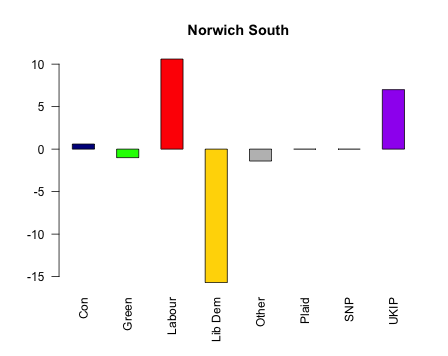 Norwich South
10
5
0
-5
-10
-15
Con
Green
Labour
Lib Dem
Other
Plaid
SNP
UKIP